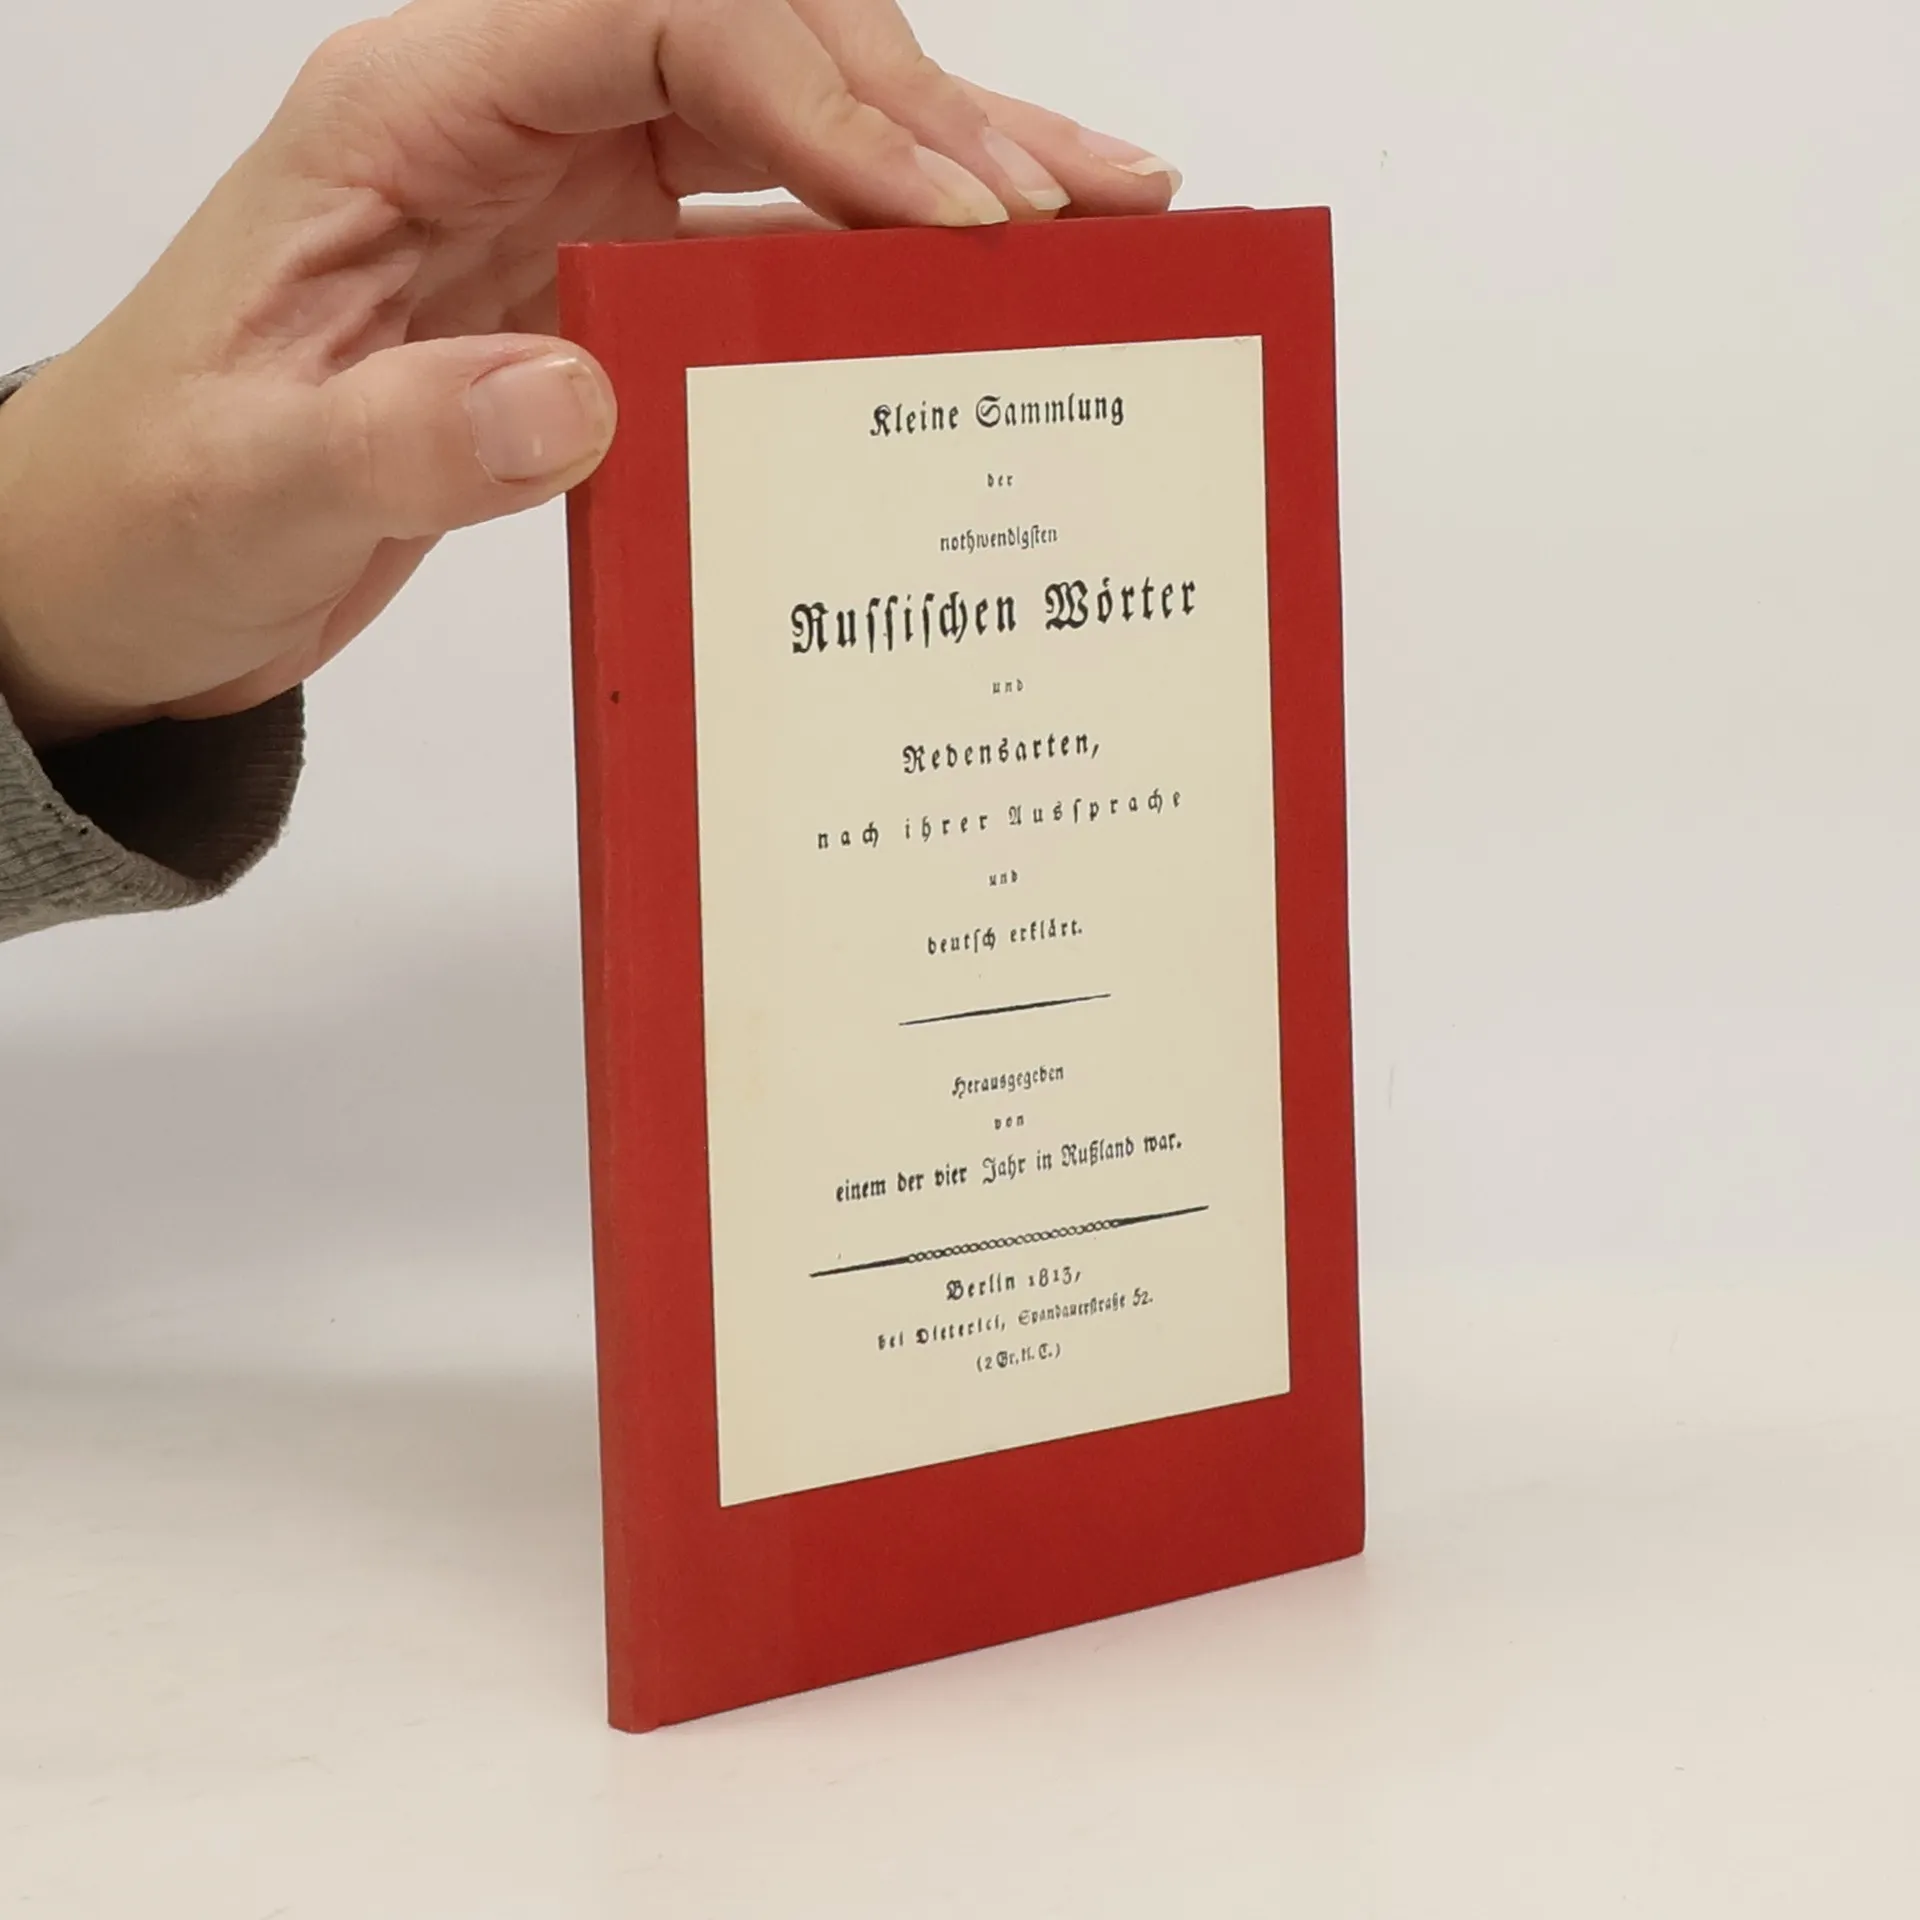 Kleine Sammlung
der
nothwendigſten
Ruſſiſchen Wörter
und
Redensarten,
nach ihrer Ausſprache
und
deutſch erklärt.
Herausgegeben
von
einem der vier Jahr in Rußland war.
Berlin 1813,
bei Dieterici, Spandauerſtraße 52.
(2 Gr. kl. C.)